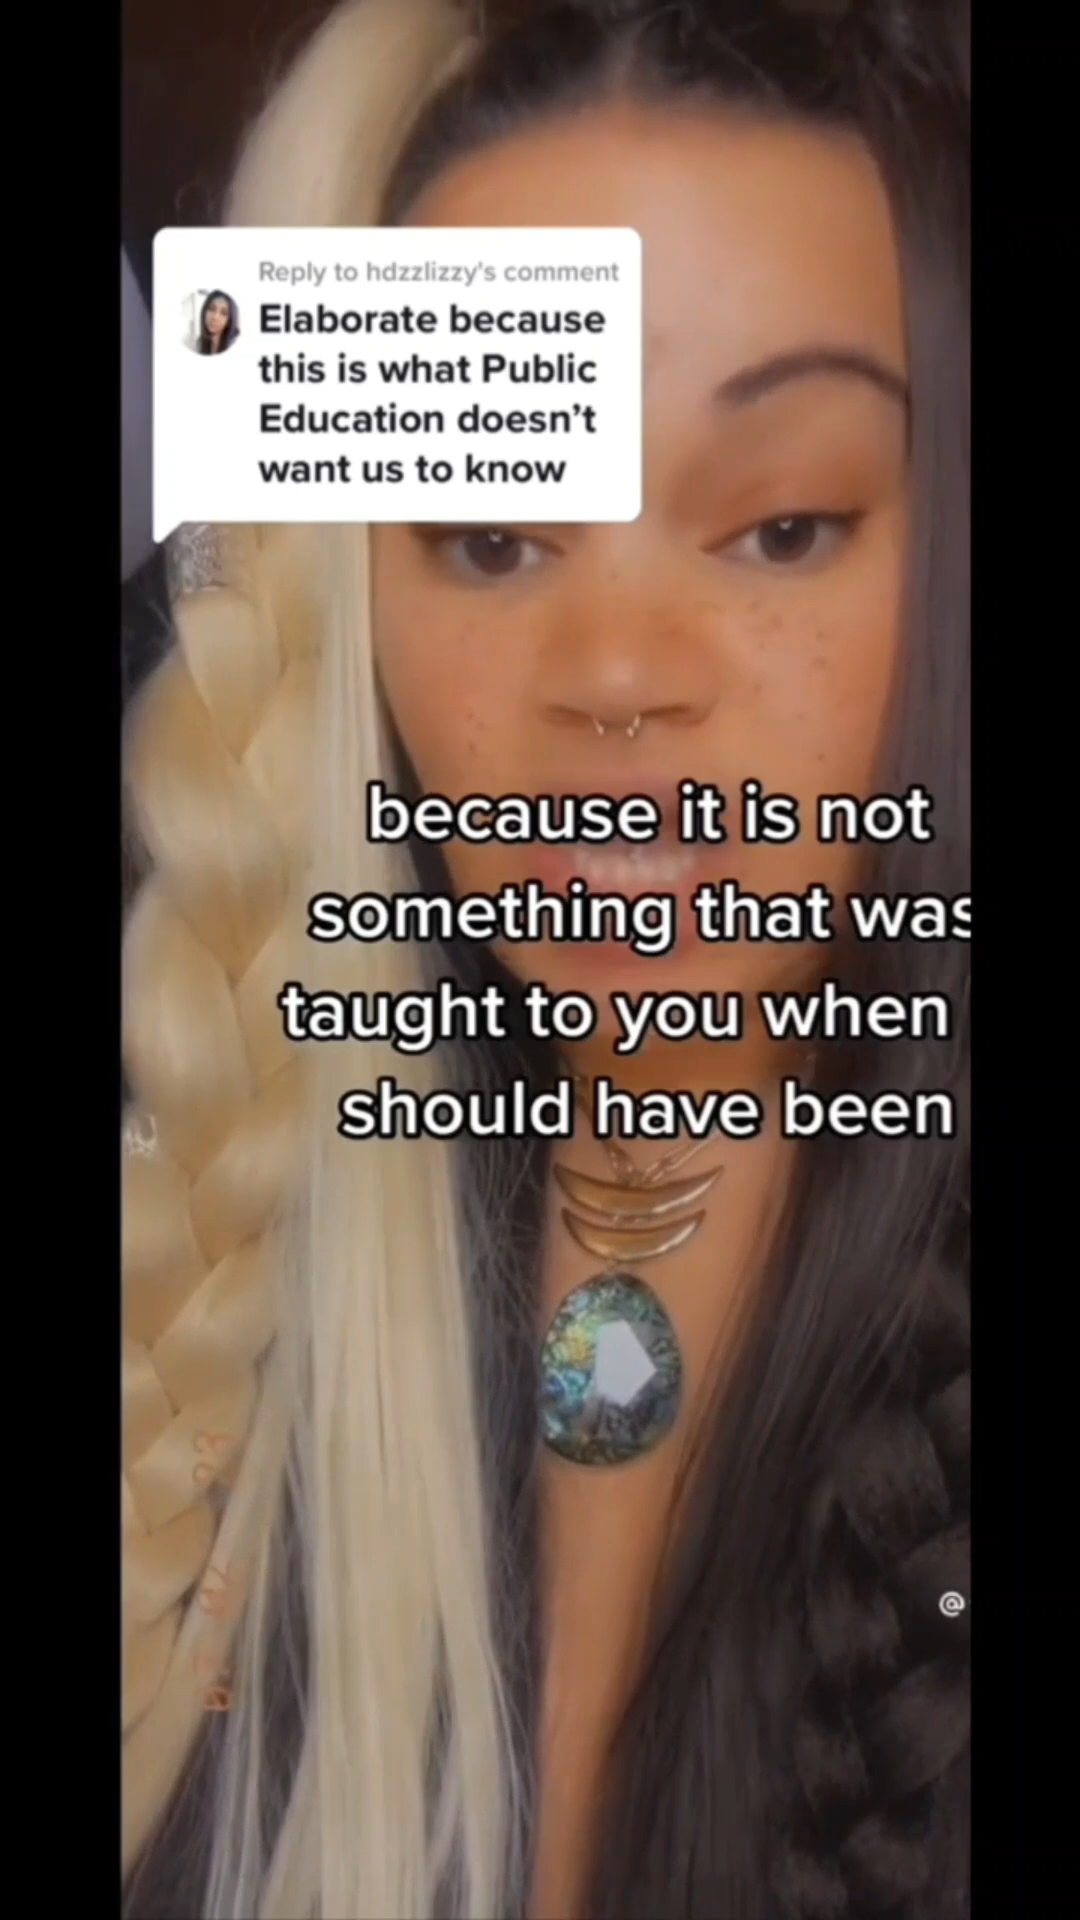 Reply to hdzzlizzy's comment
Elaborate because
this is what Public
Education doesn't
want us to know
because it is not
something that was
taught to you when
should have been
@